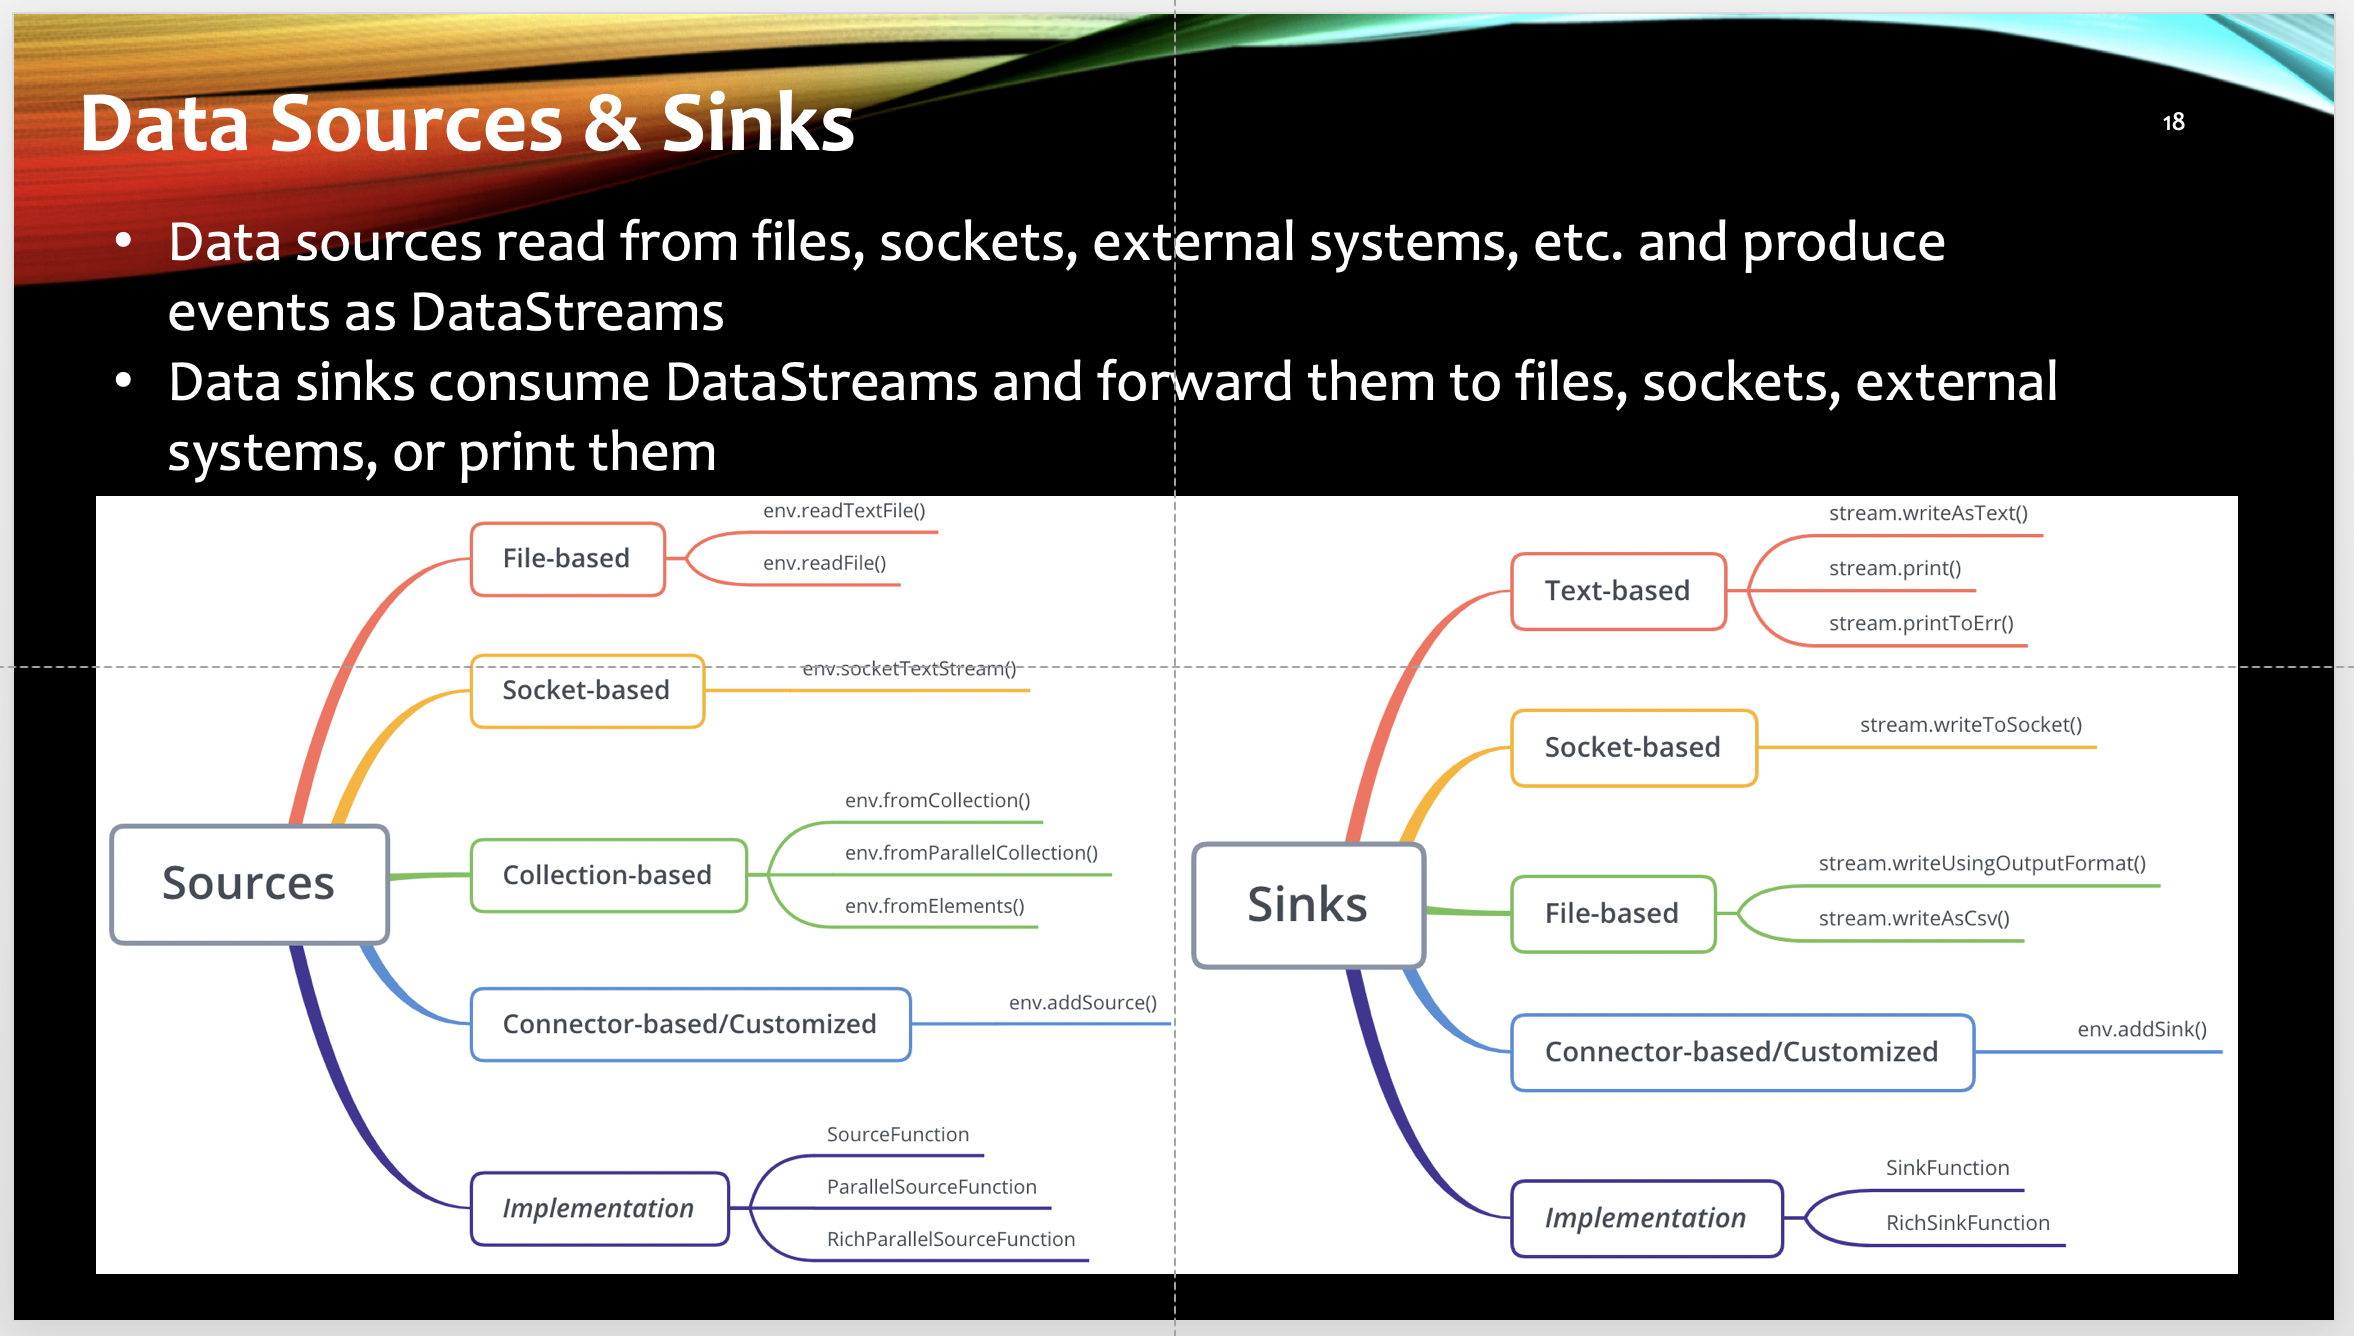 Data Sources & Sinks
18
• Data sources read from files, sockets, external systems, etc. and produce
events as DataStreams
• Data sinks consume DataStreams and forward them to files, sockets, external
systems, or print them
Sources
File-based
env.readTextFile()
env.readFile()
Socket-based
env.socketTextStream()
Collection-based
env.fromCollection()
env.fromParallelCollection()
env.fromElements()
Connector-based/Customized
env.addSource()
Implementation
SourceFunction
ParallelSourceFunction
RichParallelSourceFunction
Sinks
Text-based
stream.writeAsText()
stream.print()
stream.printToErr()
Socket-based
stream.writeToSocket()
File-based
stream.writeUsingOutputFormat()
stream.writeAsCsv()
Connector-based/Customized
env.addSink()
Implementation
SinkFunction
RichSinkFunction